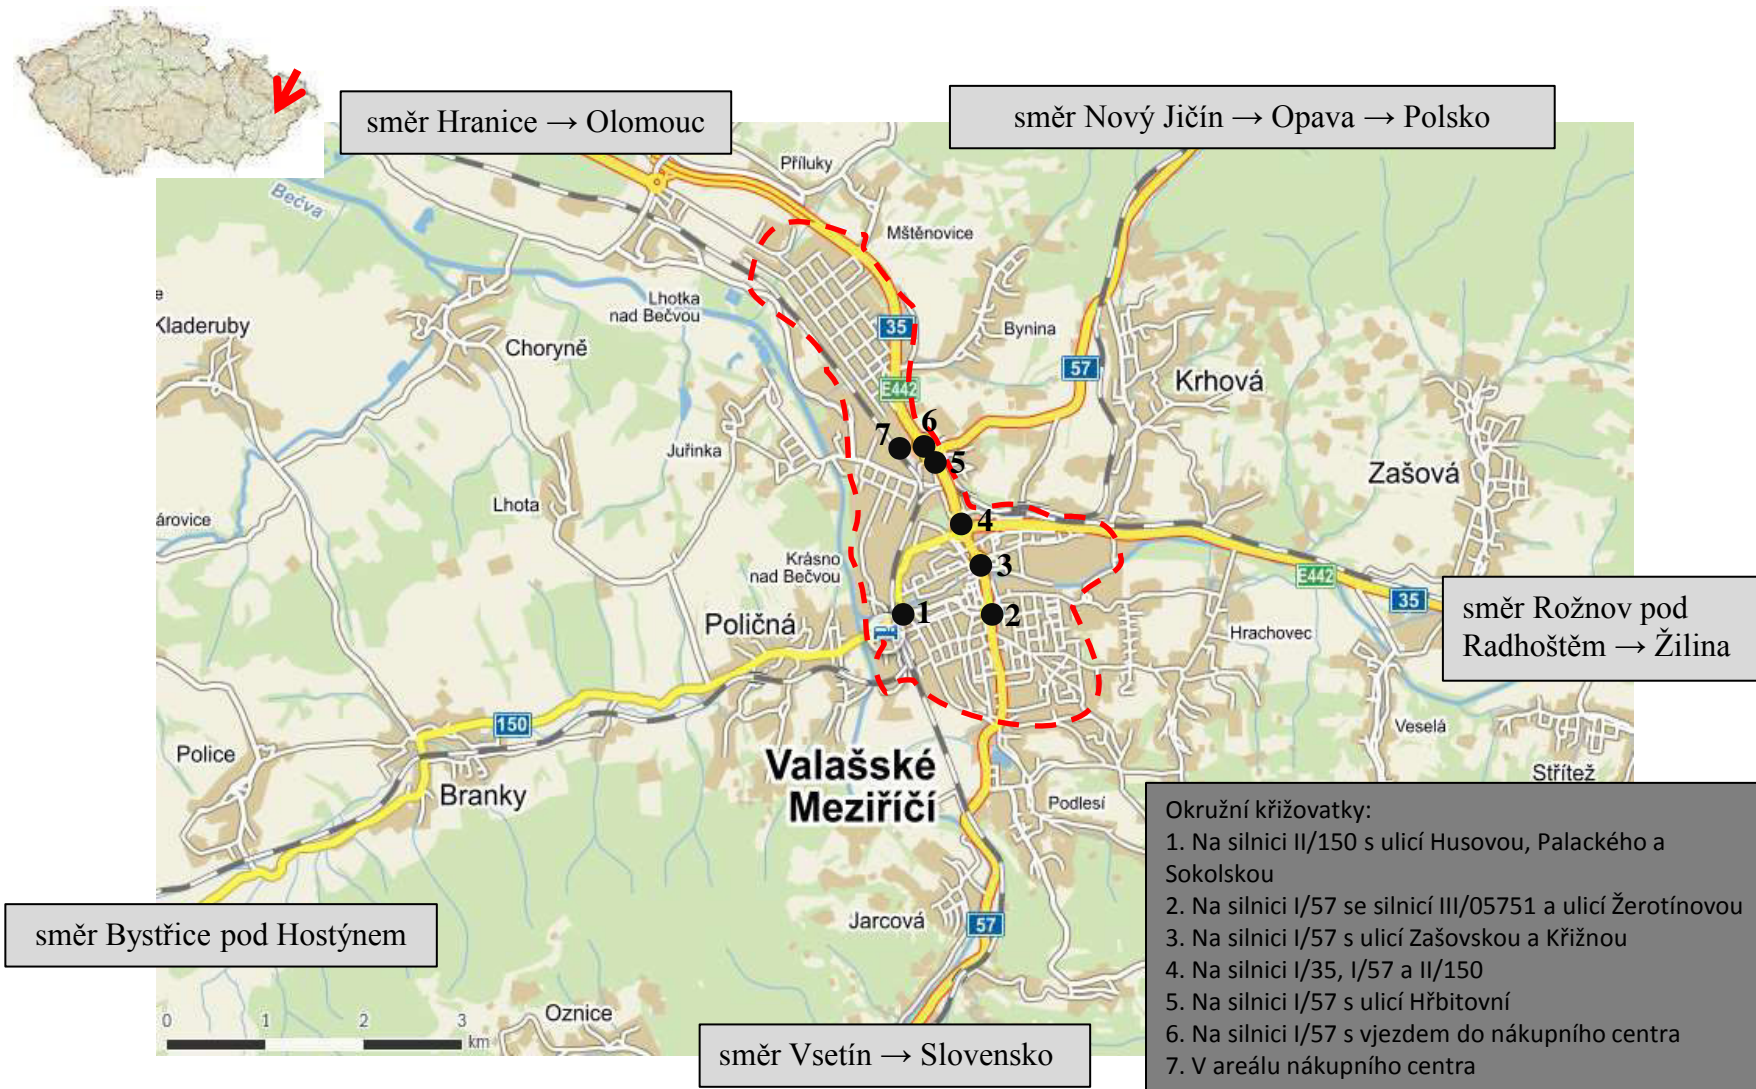 směr Hranice → Olomouc
směr Nový Jičín → Opava → Polsko
Příluky
Bečva
Mštěnovice
Lhotka
nad Bečvou
Kladeruby
Choryně
35
Bynina
57
Krhová
E442
6
7
5
Juřinka
Zašová
Lhota
árovice
4
Krásno
nad Bečvou
3
E442
35
směr Rožnov pod
Radhoštěm → Žilina
1
2
Poličná
Hrachovec
150
Police
Veselá
Valašské
Meziříčí
Střítež
Branky
Podlesí
Okružní křižovatky:
1. Na silnici II/150 s ulicí Husovou, Palackého a
Sokolskou
2. Na silnici I/57 se silnicí III/05751 a ulicí Žerotínovou
3. Na silnici I/57 s ulicí Zašovskou a Křižnou
4. Na silnici I/35, I/57 a II/150
5. Na silnici I/57 s ulicí Hřbitovní
6. Na silnici I/57 s vjezdem do nákupního centra
7. V areálu nákupního centra
Jarcová
57
směr Bystřice pod Hostýnem
Oznice
0 1 2 3
km
směr Vsetín → Slovensko